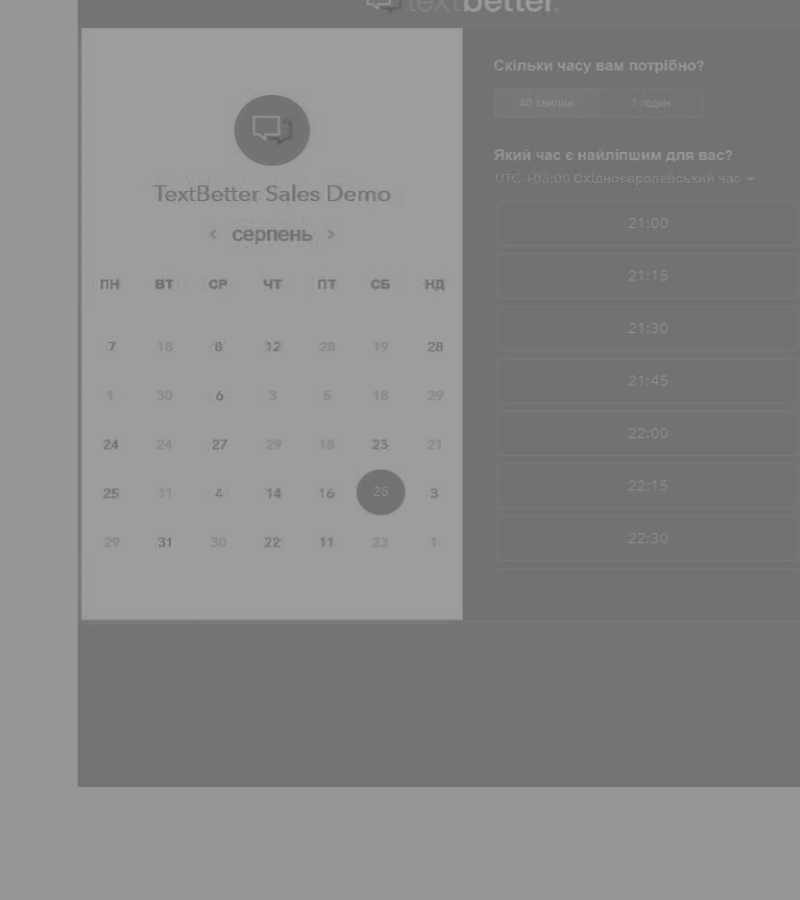 textbetter.
TextBetter Sales Demo
‹ серпень ›
ПН ВТ СР ЧТ ПТ СБ НД
7 18 8 12 28 19 28
1 30 6 3 5 18 29
24 24 27 29 18 23 21
25 11 4 14 16 26 3
29 31 30 22 11 23 1
Скільки часу вам потрібно?
40 хвилин 1 годин
Який час є найліпшим для вас?
UTC +03:00 Східноєвропейський час
21:00
21:15
21:30
21:45
22:00
22:15
22:30